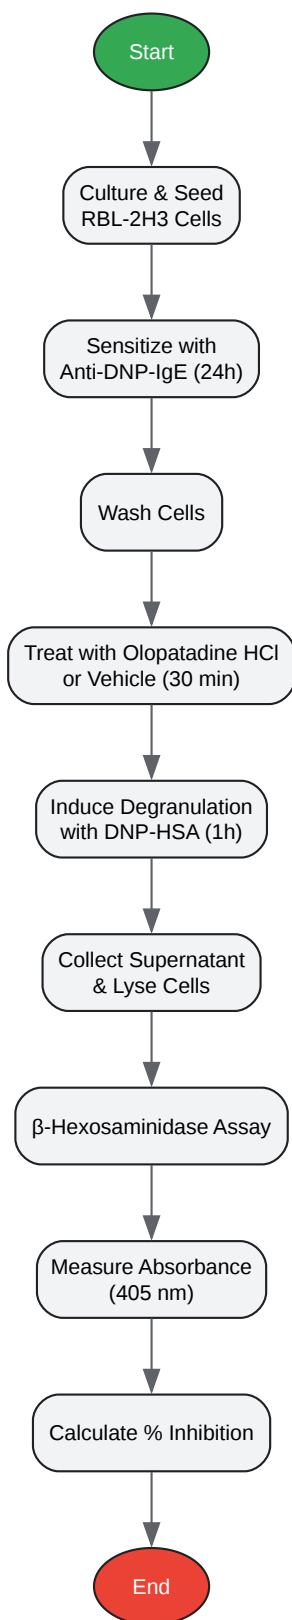 Start
Culture & Seed
RBL-2H3 Cells
Sensitize with
Anti-DNP-IgE (24h)
Wash Cells
Treat with Olopatadine HCl
or Vehicle (30 min)
Induce Degranulation
with DNP-HSA (1h)
Collect Supernatant
& Lyse Cells
β-Hexosaminidase Assay
Measure Absorbance
(405 nm)
Calculate % Inhibition
End